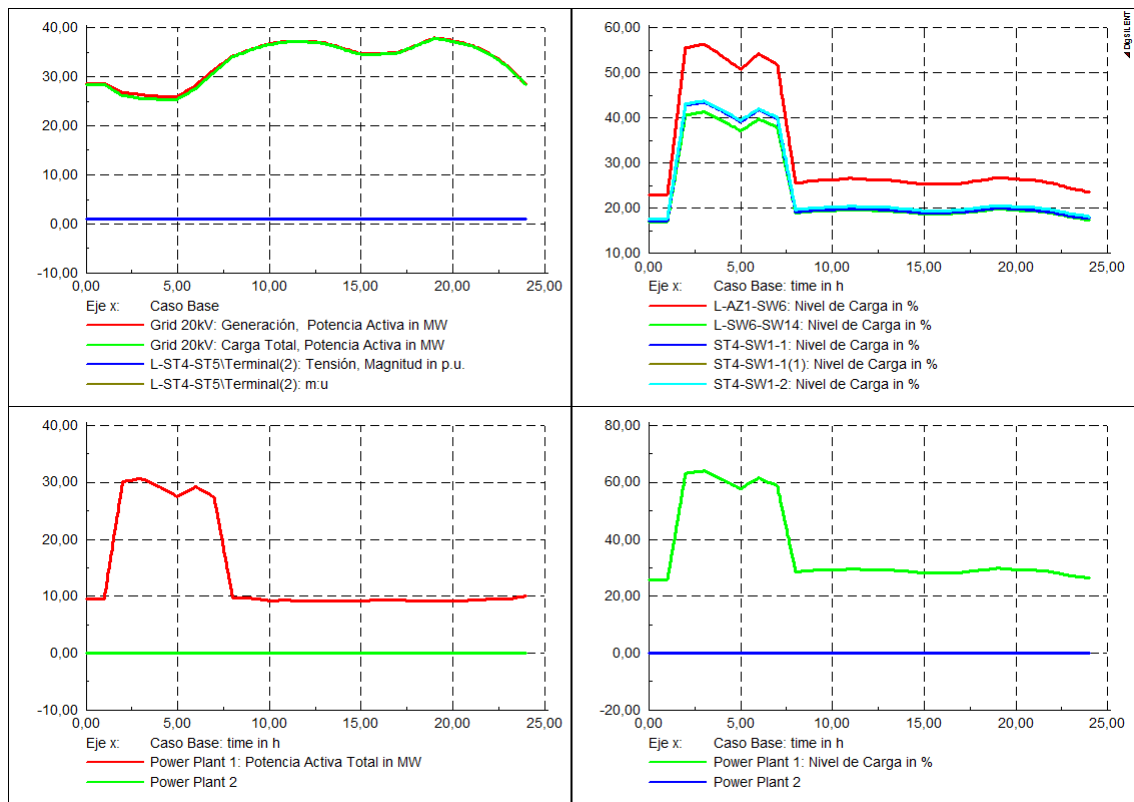 DIgSILENT
40,00
30,00
20,00
10,00
0,00
-10,00
0,00 5,00 10,00 15,00 20,00 25,00
Eje x: Caso Base
Grid 20kV: Generación, Potencia Activa in MW
Grid 20kV: Carga Total, Potencia Activa in MW
L-ST4-ST5\Terminal(2): Tensión, Magnitud in p.u.
L-ST4-ST5\Terminal(2): m:u
60,00
50,00
40,00
30,00
20,00
10,00
0,00 5,00 10,00 15,00 20,00 25,00
Eje x: Caso Base: time in h
L-AZ1-SW6: Nivel de Carga in %
L-SW6-SW14: Nivel de Carga in %
ST4-SW1-1: Nivel de Carga in %
ST4-SW1-1(1): Nivel de Carga in %
ST4-SW1-2: Nivel de Carga in %
40,00
30,00
20,00
10,00
0,00
-10,00
0,00 5,00 10,00 15,00 20,00 25,00
Eje x: Caso Base: time in h
Power Plant 1: Potencia Activa Total in MW
Power Plant 2
80,00
60,00
40,00
20,00
0,00
-20,00
0,00 5,00 10,00 15,00 20,00 25,00
Eje x: Caso Base: time in h
Power Plant 1: Nivel de Carga in %
Power Plant 2